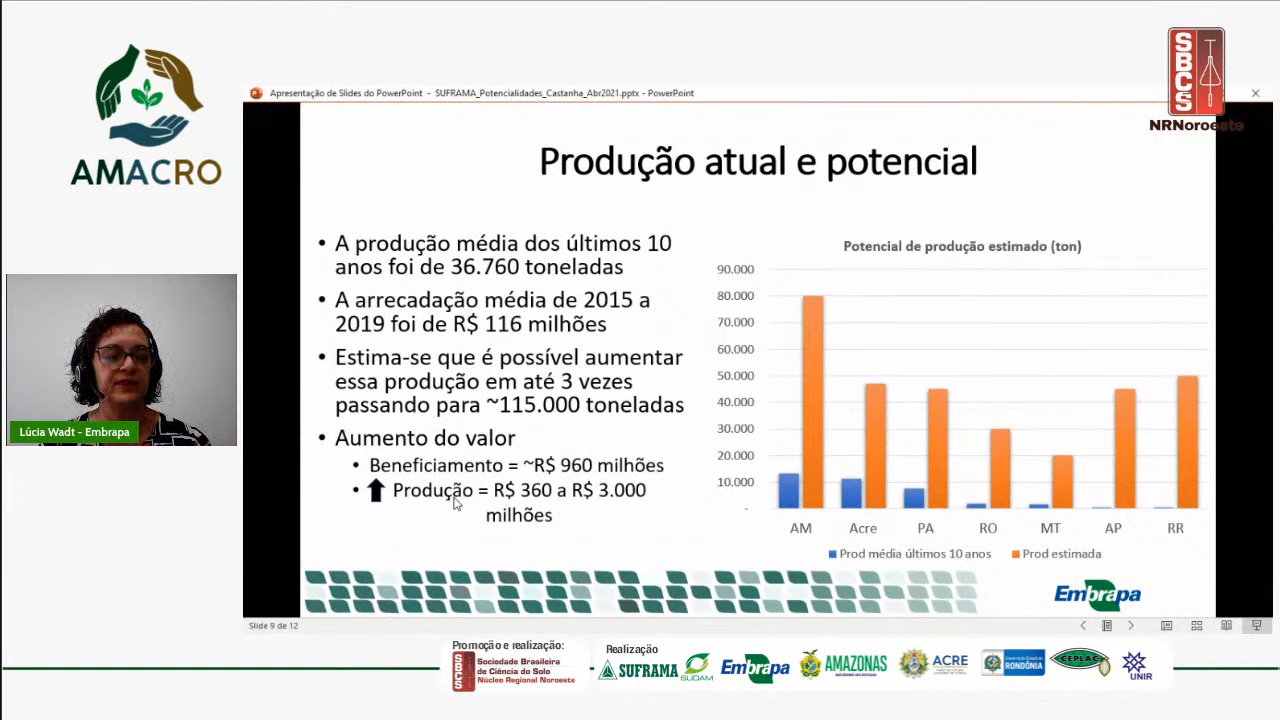 AMACRO
SBCS
NRNoroeste
Apresentação de Slides do PowerPoint - SUFRAMA_Potencialidades_Castanha_Abr2021.pptx - PowerPoint
Produção atual e potencial
• A produção média dos últimos 10
anos foi de 36.760 toneladas
• A arrecadação média de 2015 a
2019 foi de R$ 116 milhões
• Estima-se que é possível aumentar
essa produção em até 3 vezes
passando para ~115.000 toneladas
• Aumento do valor
• Beneficiamento = ~R$ 960 milhões
• Produção = R$ 360 a R$ 3.000
milhões
Potencial de produção estimado (ton)
90.000
80.000
70.000
60.000
50.000
40.000
30.000
20.000
10.000
-
AM Acre PA RO MT AP RR
Prod média últimos 10 anos Prod estimada
Embrapa
Lúcia Wadt - Embrapa
Slide 9 de 12
Promoção e realização:
SBCS
Sociedade Brasileira
de Ciência do Solo
Núcleo Regional Noroeste
Realização
SUFRAMA
SUDAM
Embrapa
AMAZONAS
ACRE
RONDÔNIA
CEPLAC
UNIR